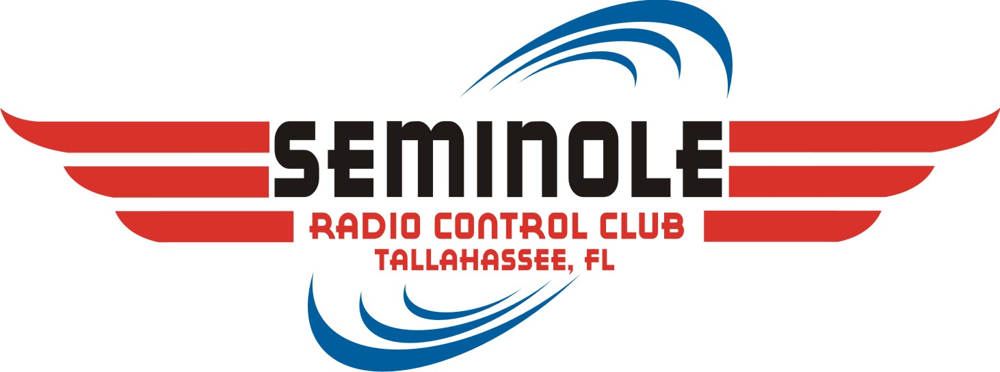 SEMINOLE
RADIO CONTROL CLUB
TALLAHASSEE, FL